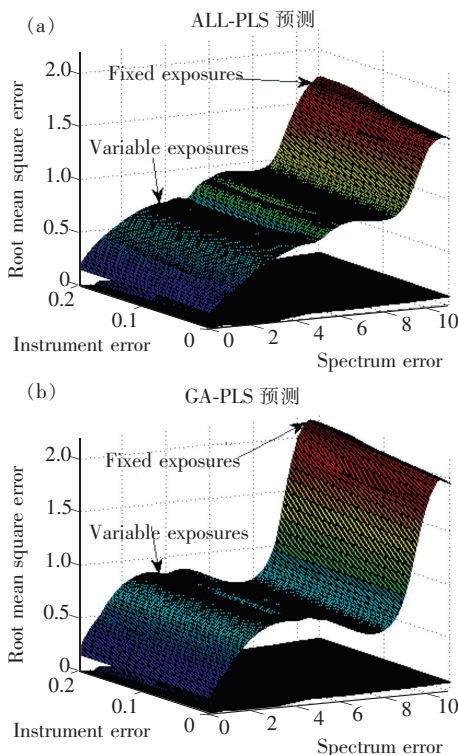 (a)
ALL-PLS 预测
Fixed exposures
Variable exposures
Root mean square error
2.0
1.5
1.0
0.5
0
0.2
0.1
0
Instrument error
0
2
4
6
8
10
Spectrum error
(b)
GA-PLS 预测
Fixed exposures
Variable exposures
Root mean square error
2.0
1.5
1.0
0.5
0
0.2
0.1
0
Instrument error
0
2
4
6
8
10
Spectrum error